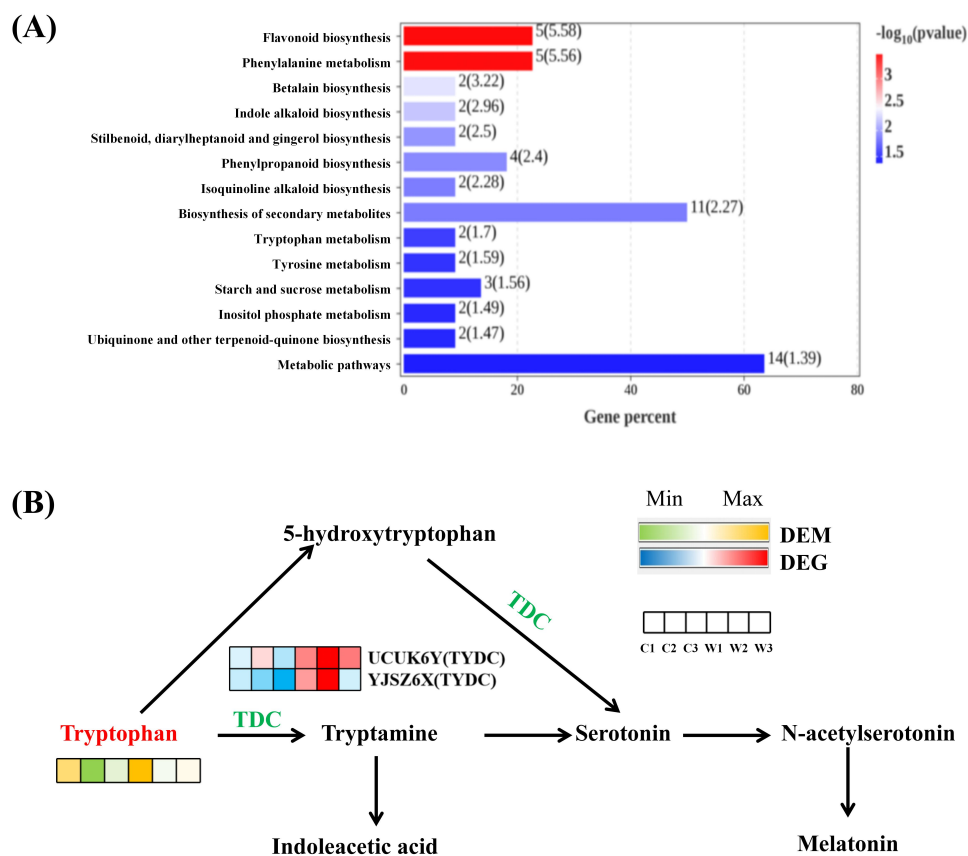 (A)
-log10(pvalue)
Flavonoid biosynthesis 5(5.58)
Phenylalanine metabolism 5(5.56)
Betalain biosynthesis 2(3.22)
Indole alkaloid biosynthesis 2(2.96)
Stilbenoid, diarylheptanoid and gingerol biosynthesis 2(2.5)
Phenylpropanoid biosynthesis 4(2.4)
Isoquinoline alkaloid biosynthesis 2(2.28)
Biosynthesis of secondary metabolites 11(2.27)
Tryptophan metabolism 2(1.7)
Tyrosine metabolism 2(1.59)
Starch and sucrose metabolism 3(1.56)
Inositol phosphate metabolism 2(1.49)
Ubiquinone and other terpenoid-quinone biosynthesis 2(1.47)
Metabolic pathways 14(1.39)
3
2.5
2
1.5
0 20 40 60 80
Gene percent
(B)
Min Max
DEM
DEG
C1 C2 C3 W1 W2 W3
5-hydroxytryptophan
TDC
UCUK6Y(TYDC)
YJSZ6X(TYDC)
TDC
Tryptophan Tryptamine Serotonin N-acetylserotonin
Indoleacetic acid Melatonin